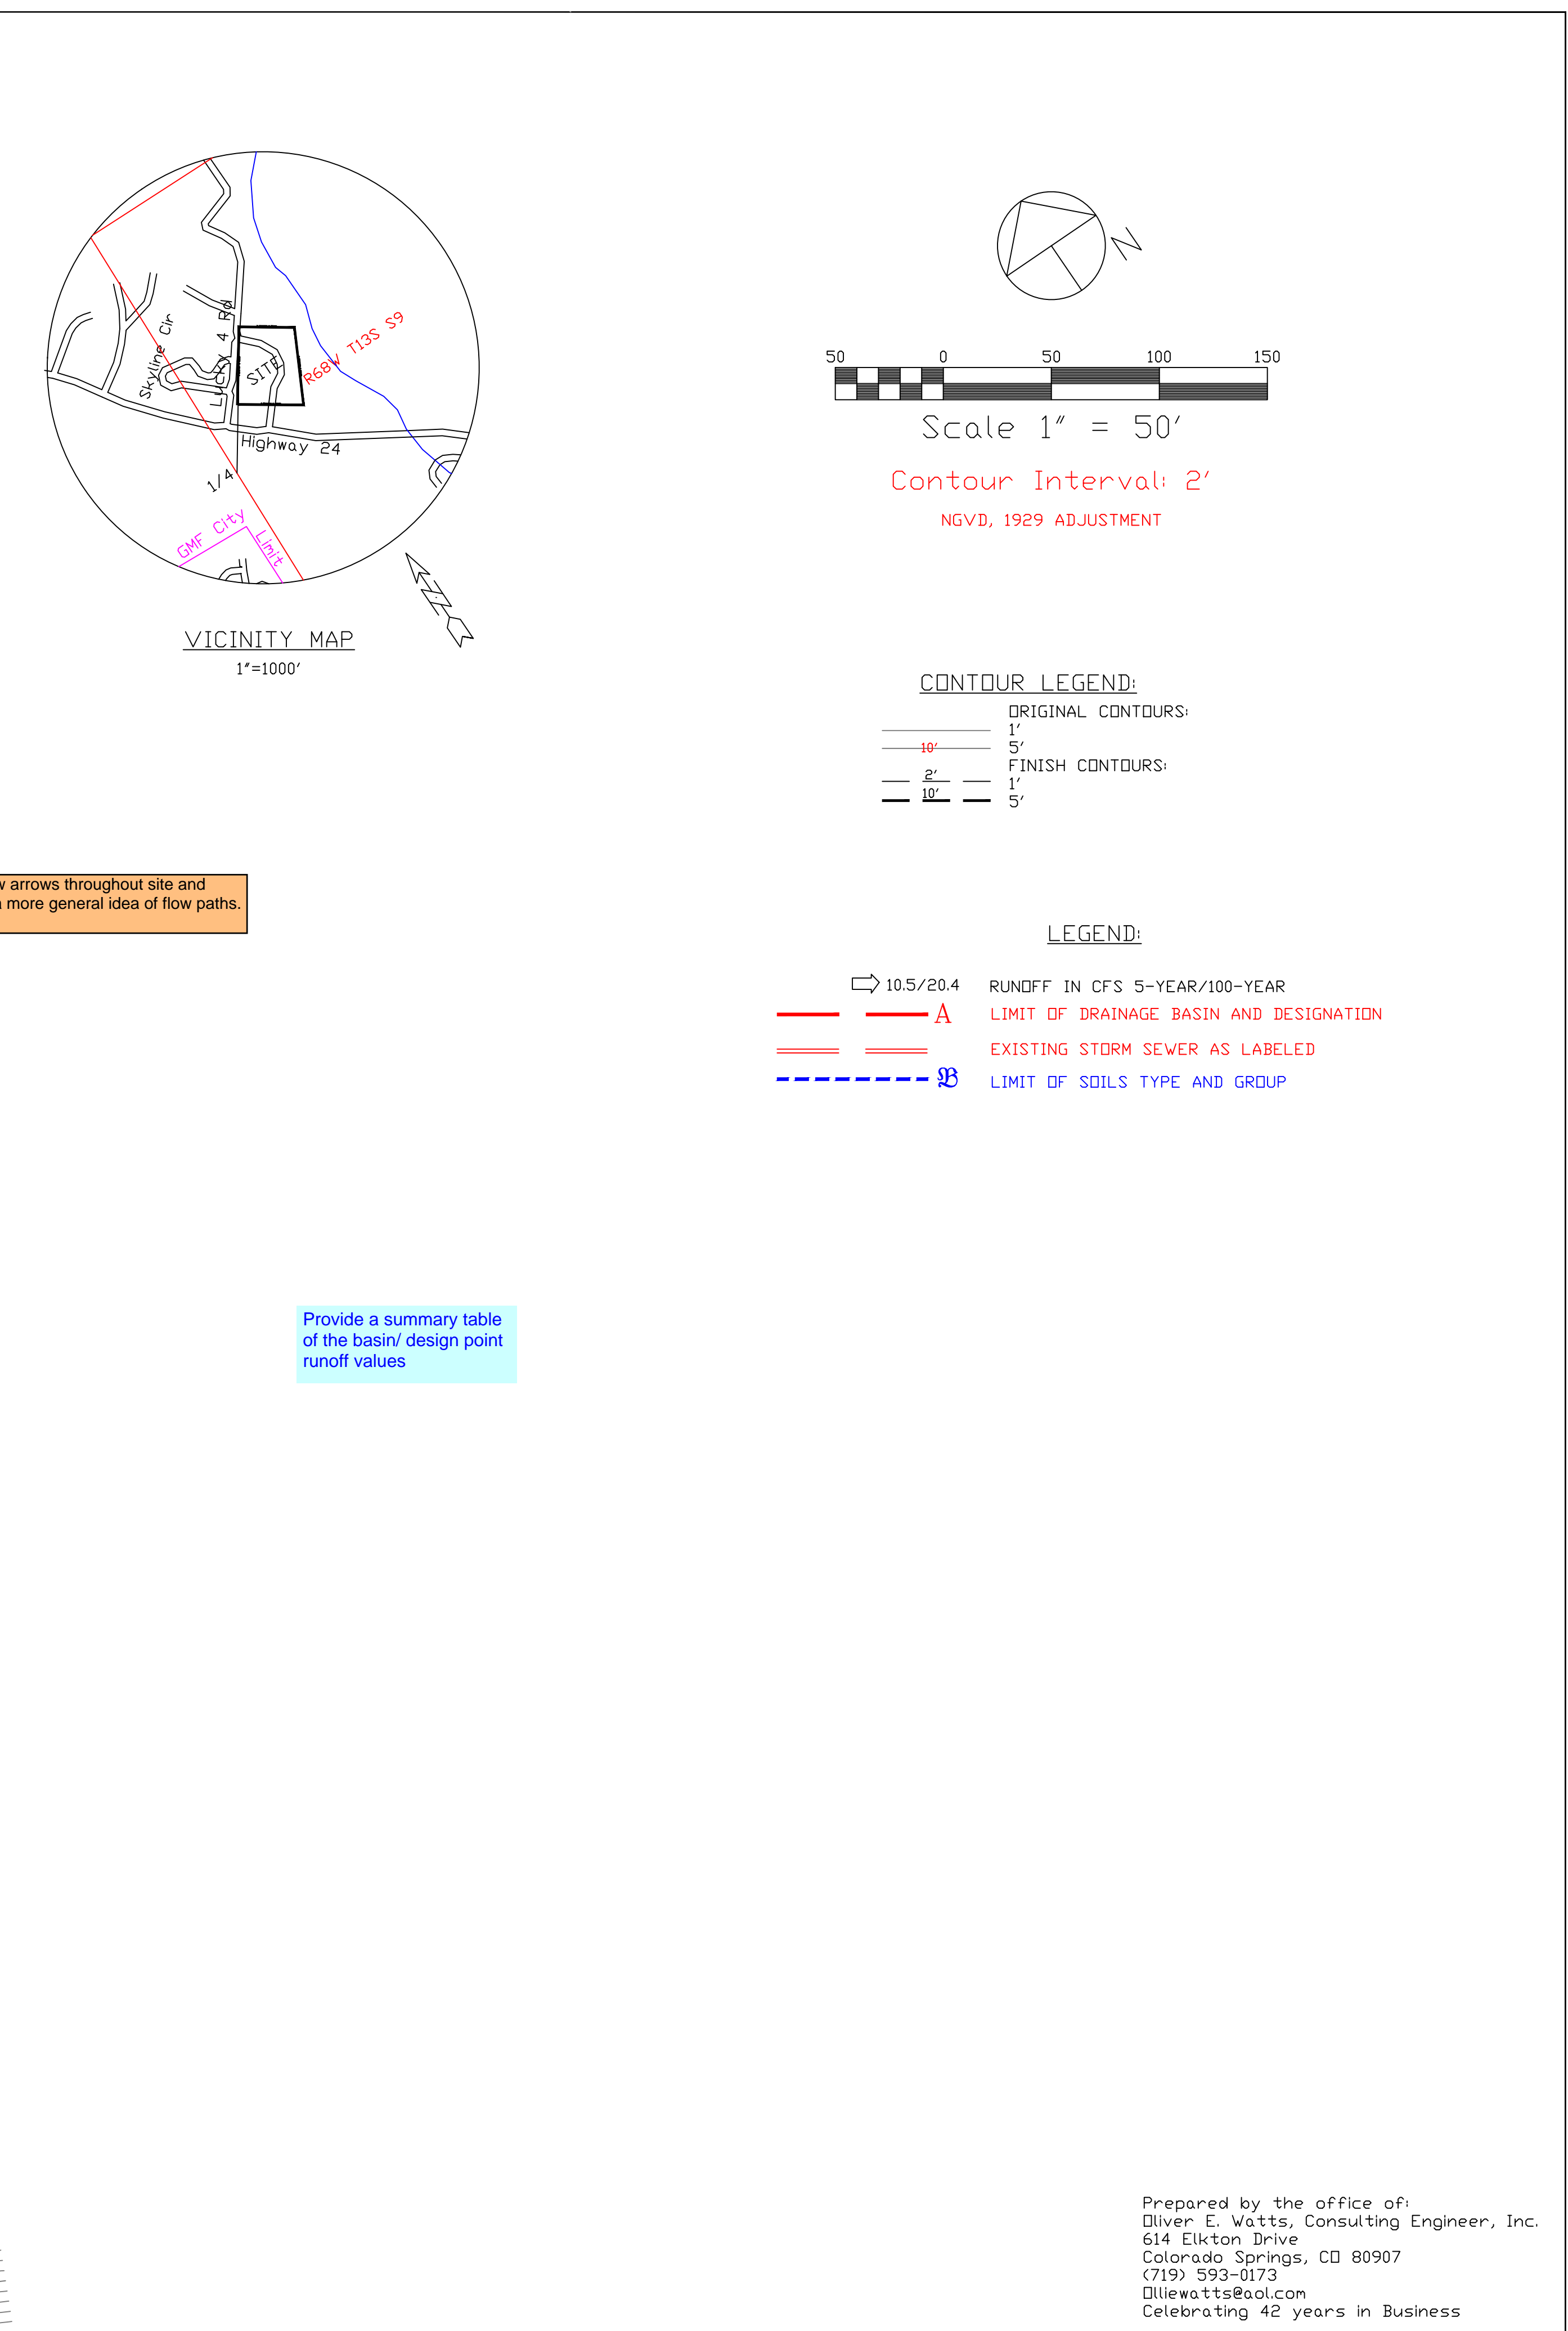 Skyline Cir
Lucky 4 Rd
SITE
R68W T13S S9
Highway 24
1/4
GMF City
Limit
VICINITY MAP
1"=1000'
N
50 0 50 100 150
Scale 1" = 50'
Contour Interval: 2'
NGVD, 1929 ADJUSTMENT
CONTOUR LEGEND:
ORIGINAL CONTOURS:
1'
10' 5'
FINISH CONTOURS:
2' 1'
10' 5'
arrows throughout site and
more general idea of flow paths.
LEGEND:
10.5/20.4 RUNOFF IN CFS 5-YEAR/100-YEAR
A LIMIT OF DRAINAGE BASIN AND DESIGNATION
EXISTING STORM SEWER AS LABELED
B LIMIT OF SOILS TYPE AND GROUP
Provide a summary table
of the basin/ design point
runoff values
Prepared by the office of:
Oliver E. Watts, Consulting Engineer, Inc.
614 Elkton Drive
Colorado Springs, CO 80907
(719) 593-0173
Olliewatts@aol.com
Celebrating 42 years in Business